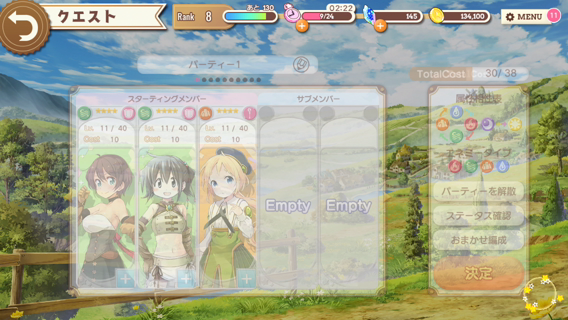 クエスト
Rank 8
あと 130
9/24
02:22
145
134,100
MENU
11
パーティー1
TotalCost 30/ 38
スターティングメンバー
サブメンバー
Lv. 11 / 40
Cost 10
Lv. 11 / 40
Cost 10
Lv. 11 / 40
Cost 10
Empty
Empty
パーティーを解散
ステータス確認
おまかせ編成
決定